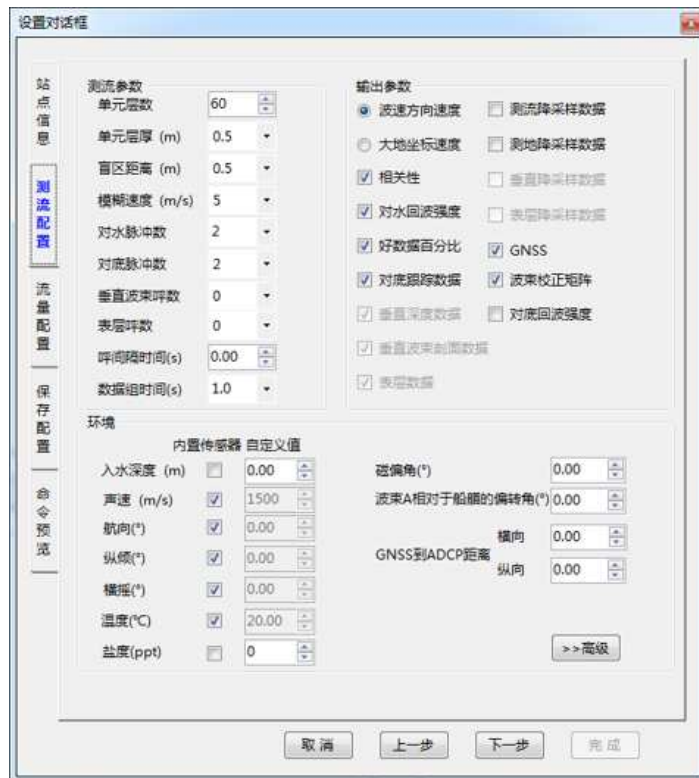 设置对话框
站点信息
测流配置
流量配置
保存配置
命令预览
测流参数
单元层数 60
单元层厚 (m) 0.5
盲区距离 (m) 0.5
模糊速度 (m/s) 5
对水脉冲数 2
对底脉冲数 2
垂直波束呯数 0
表层呯数 0
呯间隔时间(s) 0.00
数据组时间(s) 1.0
输出参数
波速方向速度 测流降采样数据
大地坐标速度 测地降采样数据
相关性 垂直降采样数据
对水回波强度 表层降采样数据
好数据百分比 GNSS
对底跟踪数据 波束校正矩阵
垂直深度数据 对底回波强度
垂直波束剖面数据
表层数据
环境
内置传感器 自定义值
入水深度 (m) 0.00
声速 (m/s) 1500
航向(°) 0.00
纵倾(°) 0.00
横摇(°) 0.00
温度(℃) 20.00
盐度(ppt) 0
磁偏角(°) 0.00
波束A相对于船艏的偏转角(°) 0.00
GNSS到ADCP距离
横向 0.00
纵向 0.00
>>高级
取消 上一步 下一步 完成